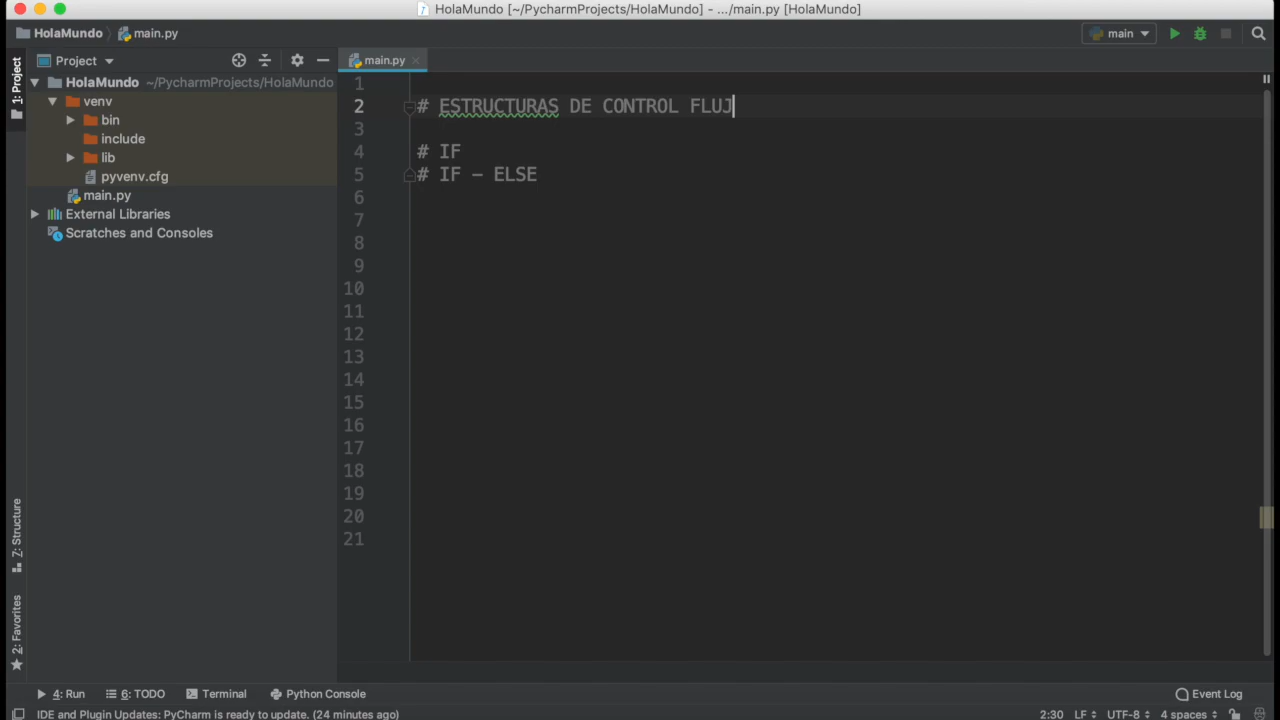 HolaMundo [~/PycharmProjects/HolaMundo] - .../main.py [HolaMundo]
HolaMundo main.py main
1: Project
Project main.py
HolaMundo ~/PycharmProjects/HolaMundo
venv
bin
include
lib
pyvenv.cfg
main.py
External Libraries
Scratches and Consoles
1
2 # ESTRUCTURAS DE CONTROL FLUJ
3
4 # IF
5 # IF - ELSE
6
7
8
9
10
11
12
13
14
15
16
17
18
19
20
21
7: Structure
2: Favorites
4: Run 6: TODO Terminal Python Console Event Log
IDE and Plugin Updates: PyCharm is ready to update. (24 minutes ago) 2:30 LF UTF-8 4 spaces